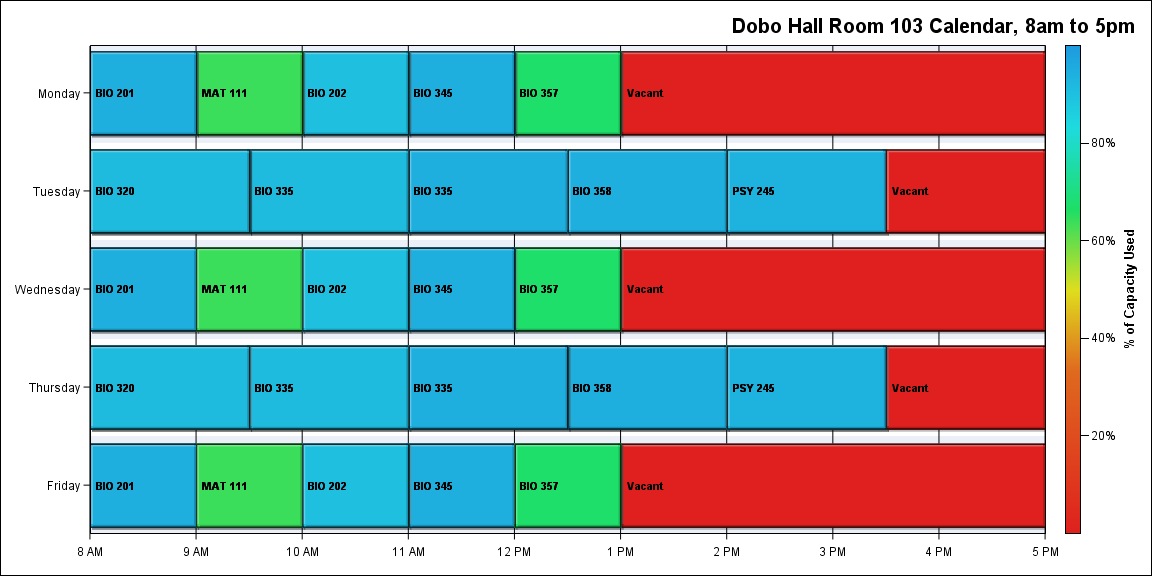 Dobo Hall Room 103 Calendar, 8am to 5pm
Monday
BIO 201 MAT 111 BIO 202 BIO 345 BIO 357 Vacant
Tuesday
BIO 320 BIO 335 BIO 335 BIO 358 PSY 245 Vacant
Wednesday
BIO 201 MAT 111 BIO 202 BIO 345 BIO 357 Vacant
Thursday
BIO 320 BIO 335 BIO 335 BIO 358 PSY 245 Vacant
Friday
BIO 201 MAT 111 BIO 202 BIO 345 BIO 357 Vacant
8 AM 9 AM 10 AM 11 AM 12 PM 1 PM 2 PM 3 PM 4 PM 5 PM
80%
60%
40%
20%
% of Capacity Used